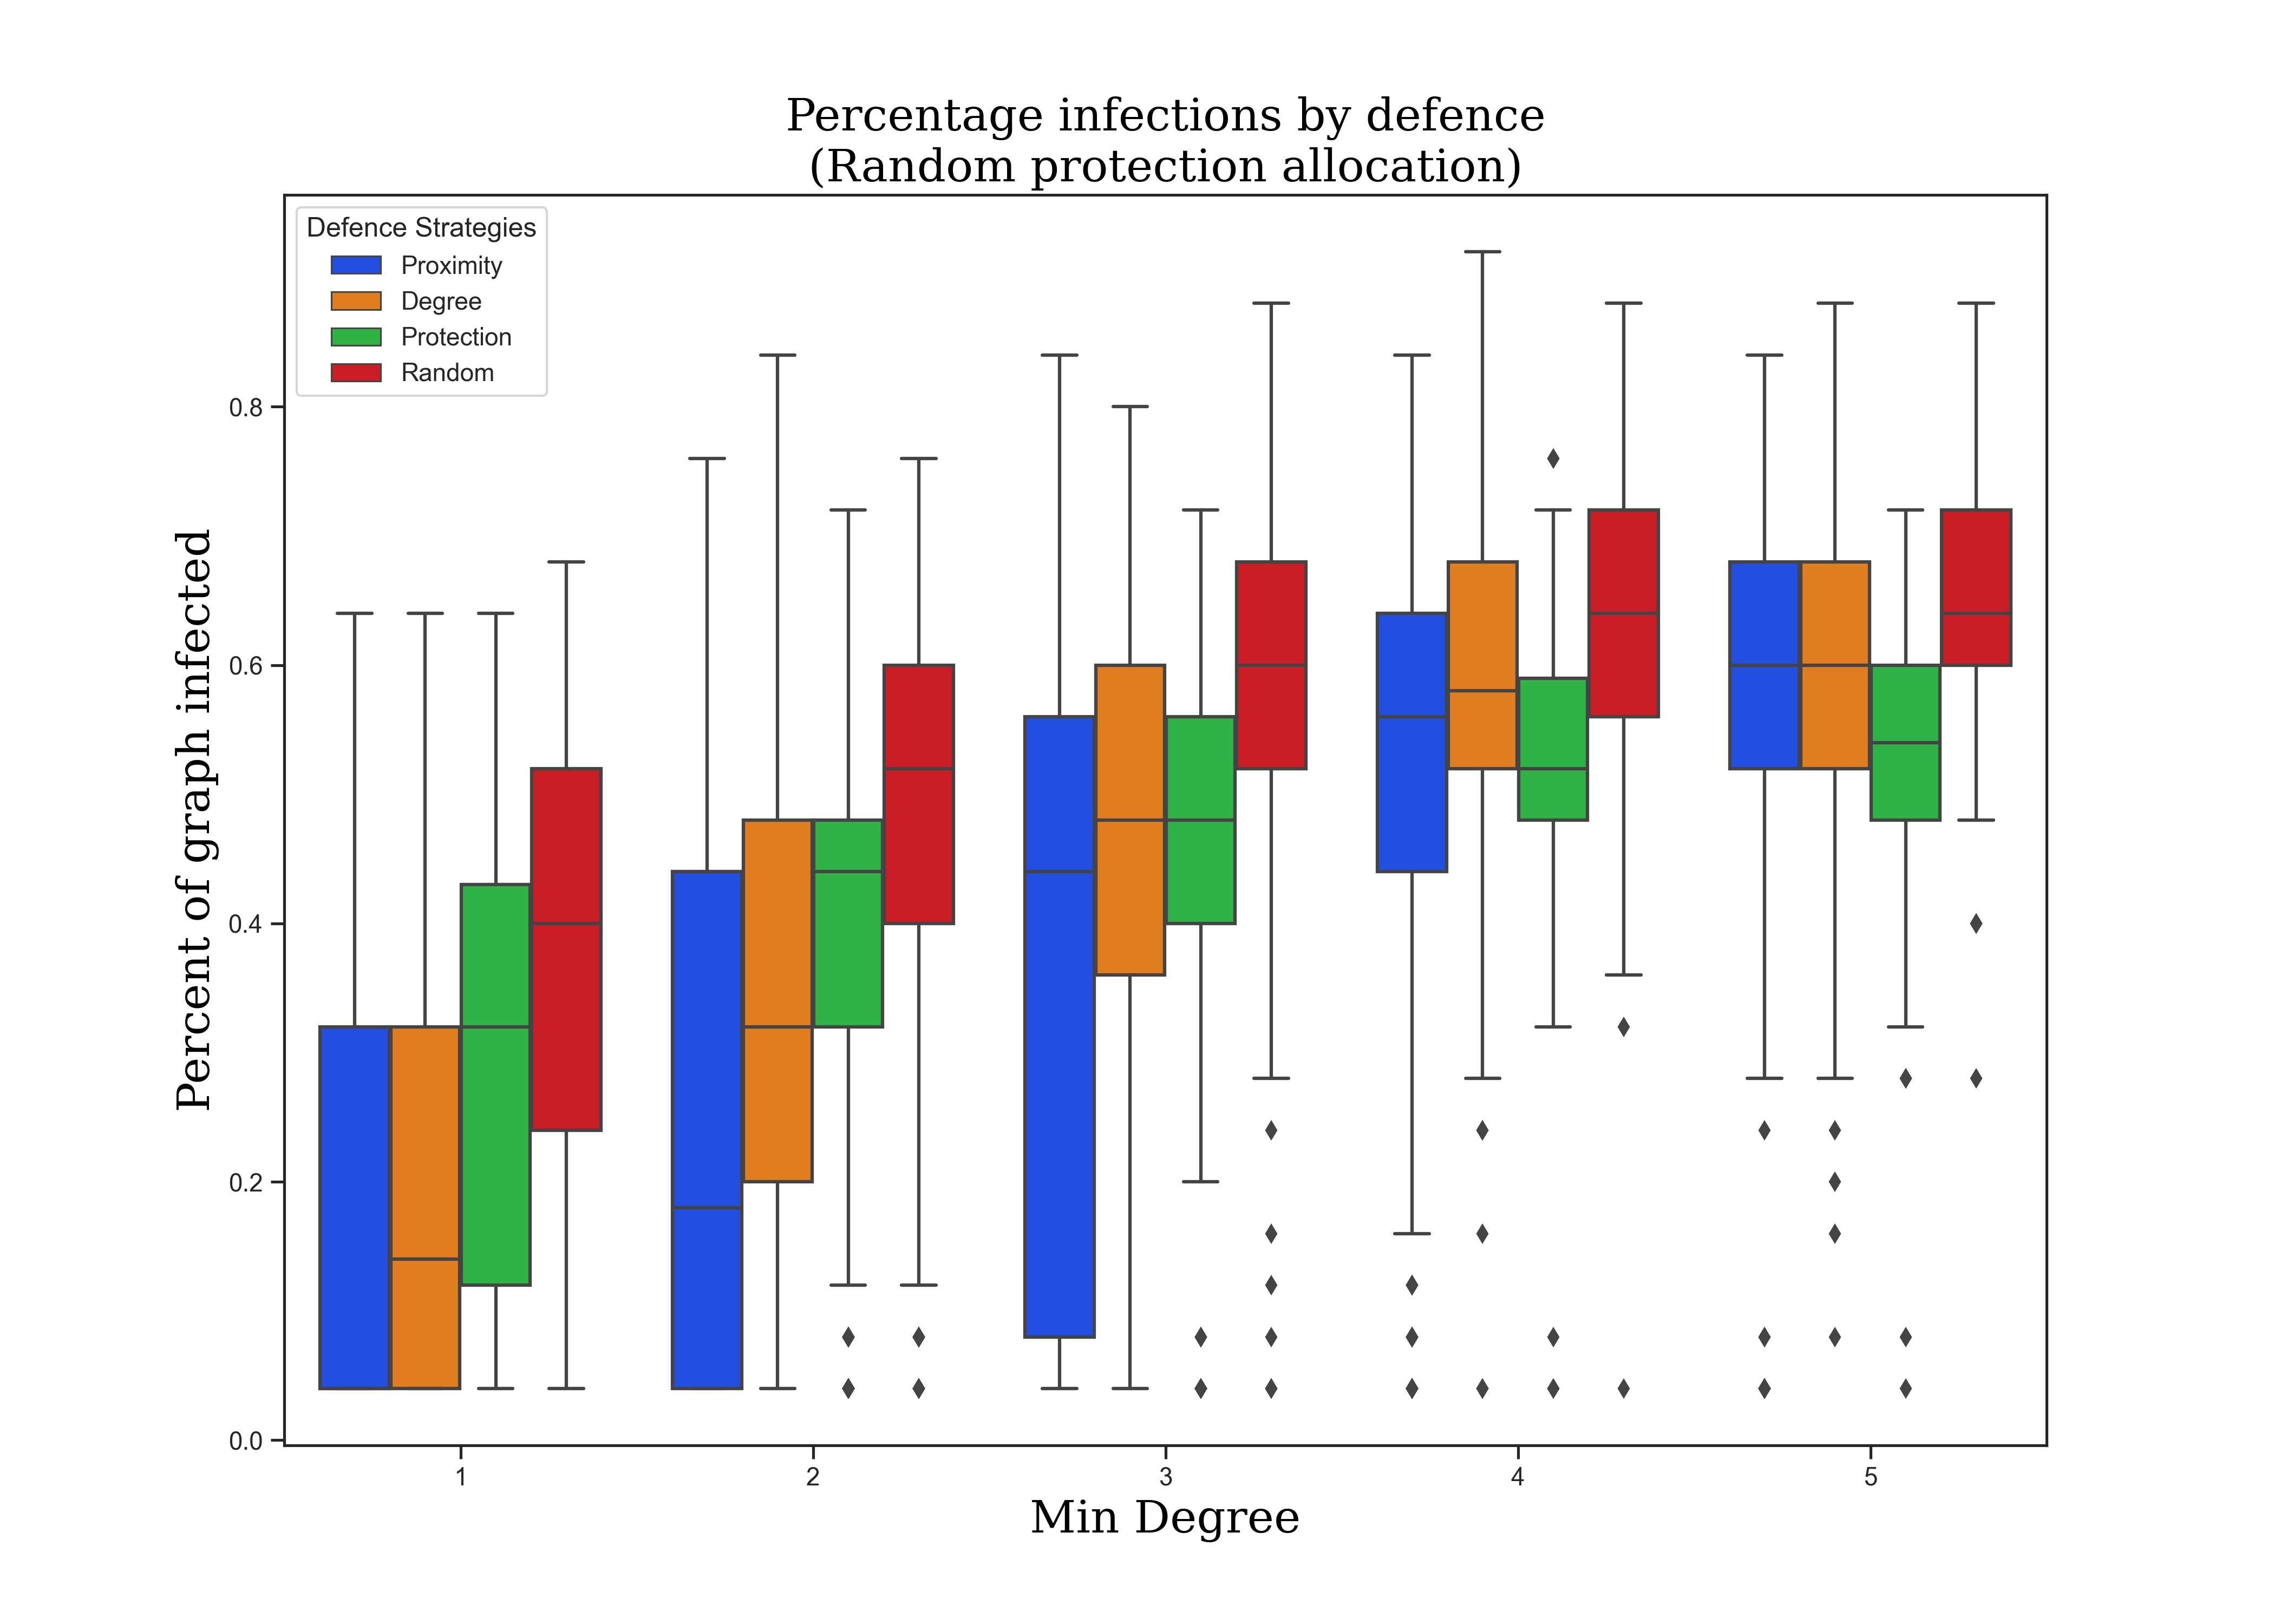 Percentage infections by defence
(Random protection allocation)
Defence Strategies
Proximity
Degree
Protection
Random
Percent of graph infected
0.8
0.6
0.4
0.2
0.0
1 2 3 4 5
Min Degree